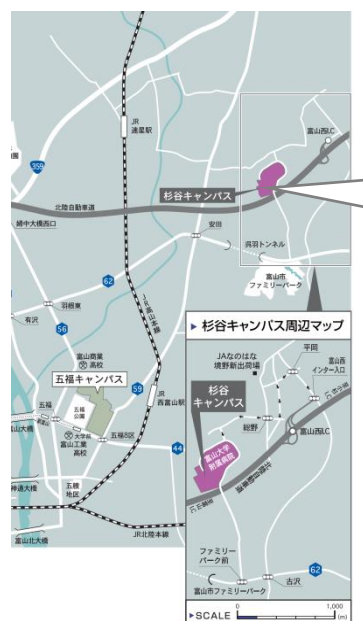 JR
速星駅
359
富山西I.C
杉谷キャンパス
北陸自動車道
婦中大橋西口
安田
呉羽トンネル
62
富山市
ファミリーパーク
羽根東
有沢
56
JR高山本線
富山商業
高校
五福キャンパス
五福
公園
59
JR
西富山駅
五福
大学前
富山
工業
高校
五福8区
44
富山大橋
神通大橋
五艘
地区
JR北陸本線
富山北大橋
▶ 杉谷キャンパス周辺マップ
平岡
JAなのはな
境野新出荷場
富山西
インター入口
杉谷
キャンパス
総野
富山西I.C
富山大学
附属病院
北陸自動車道
ファミリー
パーク前
62
富山市ファミリーパーク
古沢
▶SCALE
0
1,000
(m)